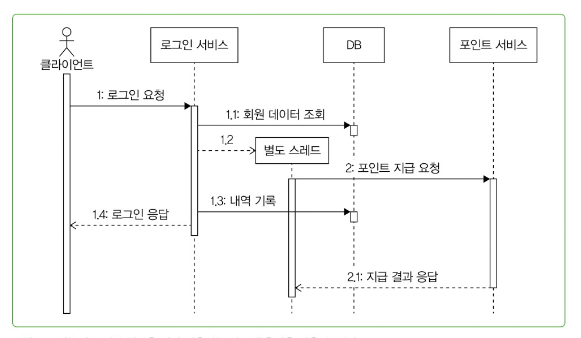 클라이언트
로그인 서비스
DB
포인트 서비스
1: 로그인 요청
1.1: 회원 데이터 조회
1.2
별도 스레드
2: 포인트 지급 요청
1.3: 내역 기록
1.4: 로그인 응답
2.1: 지급 결과 응답